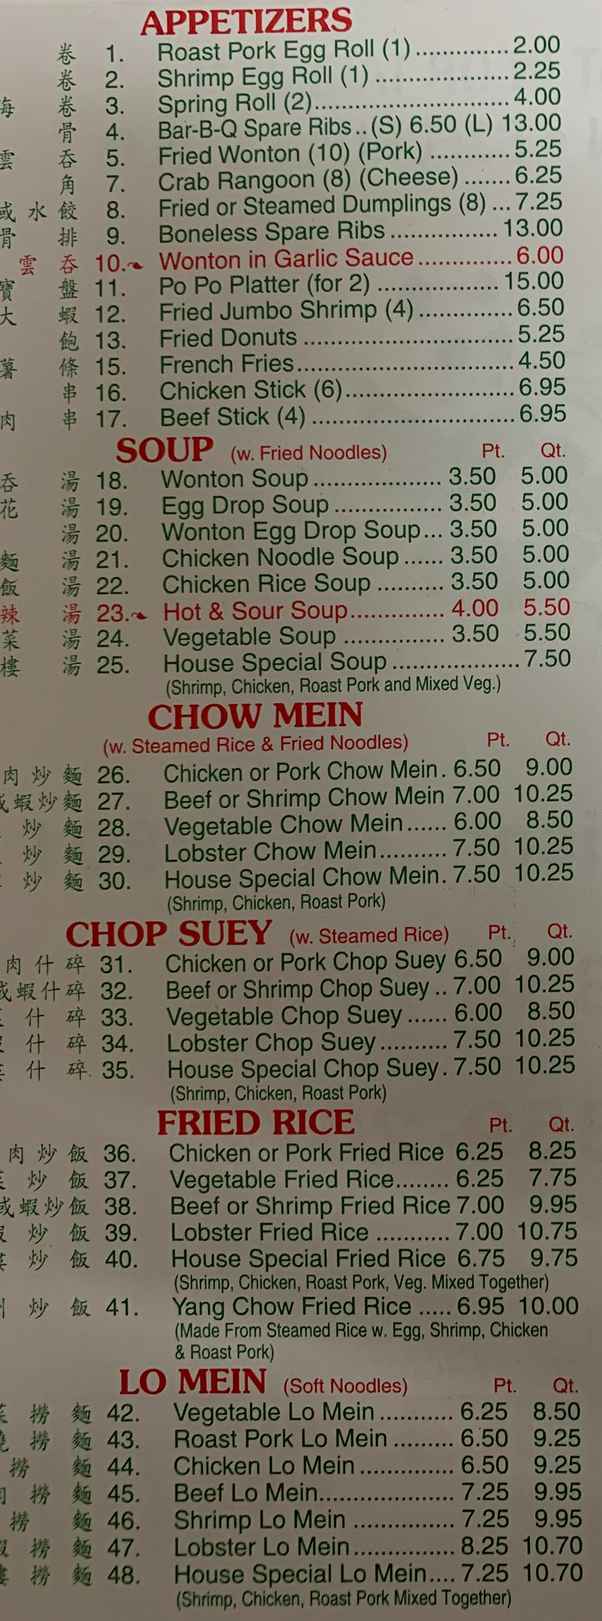 APPETIZERS
卷 1. Roast Pork Egg Roll (1) .............. 2.00
卷 2. Shrimp Egg Roll (1) .................... 2.25
海 卷 3. Spring Roll (2) ............................. 4.00
骨 4. Bar-B-Q Spare Ribs .. (S) 6.50 (L) 13.00
雲 吞 5. Fried Wonton (10) (Pork) ............ 5.25
角 7. Crab Rangoon (8) (Cheese) ....... 6.25
或 水 餃 8. Fried or Steamed Dumplings (8) ... 7.25
骨 排 9. Boneless Spare Ribs ................ 13.00
雲 吞 10. Wonton in Garlic Sauce .............. 6.00
寶 盤 11. Po Po Platter (for 2) .................. 15.00
大 蝦 12. Fried Jumbo Shrimp (4) .............. 6.50
飽 13. Fried Donuts ................................ 5.25
薯 條 15. French Fries ................................. 4.50
串 16. Chicken Stick (6) ......................... 6.95
肉 串 17. Beef Stick (4) .............................. 6.95
SOUP (w. Fried Noodles) Pt. Qt.
吞 湯 18. Wonton Soup ................... 3.50 5.00
花 湯 19. Egg Drop Soup ................ 3.50 5.00
湯 20. Wonton Egg Drop Soup ... 3.50 5.00
麵 湯 21. Chicken Noodle Soup ...... 3.50 5.00
飯 湯 22. Chicken Rice Soup .......... 3.50 5.00
辣 湯 23. Hot & Sour Soup .............. 4.00 5.50
菜 湯 24. Vegetable Soup ............... 3.50 5.50
樓 湯 25. House Special Soup ................... 7.50
(Shrimp, Chicken, Roast Pork and Mixed Veg.)
CHOW MEIN
(w. Steamed Rice & Fried Noodles) Pt. Qt.
肉 炒 麵 26. Chicken or Pork Chow Mein . 6.50 9.00
或蝦炒麵 27. Beef or Shrimp Chow Mein 7.00 10.25
炒 麵 28. Vegetable Chow Mein ...... 6.00 8.50
炒 麵 29. Lobster Chow Mein .......... 7.50 10.25
炒 麵 30. House Special Chow Mein . 7.50 10.25
(Shrimp, Chicken, Roast Pork)
CHOP SUEY (w. Steamed Rice) Pt. Qt.
肉 什 碎 31. Chicken or Pork Chop Suey 6.50 9.00
或蝦什碎 32. Beef or Shrimp Chop Suey .. 7.00 10.25
什 碎 33. Vegetable Chop Suey ...... 6.00 8.50
什 碎 34. Lobster Chop Suey .......... 7.50 10.25
什 碎 35. House Special Chop Suey . 7.50 10.25
(Shrimp, Chicken, Roast Pork)
FRIED RICE Pt. Qt.
肉 炒 飯 36. Chicken or Pork Fried Rice 6.25 8.25
炒 飯 37. Vegetable Fried Rice ........ 6.25 7.75
或蝦炒飯 38. Beef or Shrimp Fried Rice 7.00 9.95
炒 飯 39. Lobster Fried Rice ........... 7.00 10.75
炒 飯 40. House Special Fried Rice 6.75 9.75
(Shrimp, Chicken, Roast Pork, Veg. Mixed Together)
炒 飯 41. Yang Chow Fried Rice ..... 6.95 10.00
(Made From Steamed Rice w. Egg, Shrimp, Chicken
& Roast Pork)
LO MEIN (Soft Noodles) Pt. Qt.
撈 麵 42. Vegetable Lo Mein ........... 6.25 8.50
撈 麵 43. Roast Pork Lo Mein ......... 6.50 9.25
撈 麵 44. Chicken Lo Mein .............. 6.50 9.25
撈 麵 45. Beef Lo Mein .................... 7.25 9.95
撈 麵 46. Shrimp Lo Mein ............... 7.25 9.95
撈 麵 47. Lobster Lo Mein ............... 8.25 10.70
撈 麵 48. House Special Lo Mein .... 7.25 10.70
(Shrimp, Chicken, Roast Pork Mixed Together)